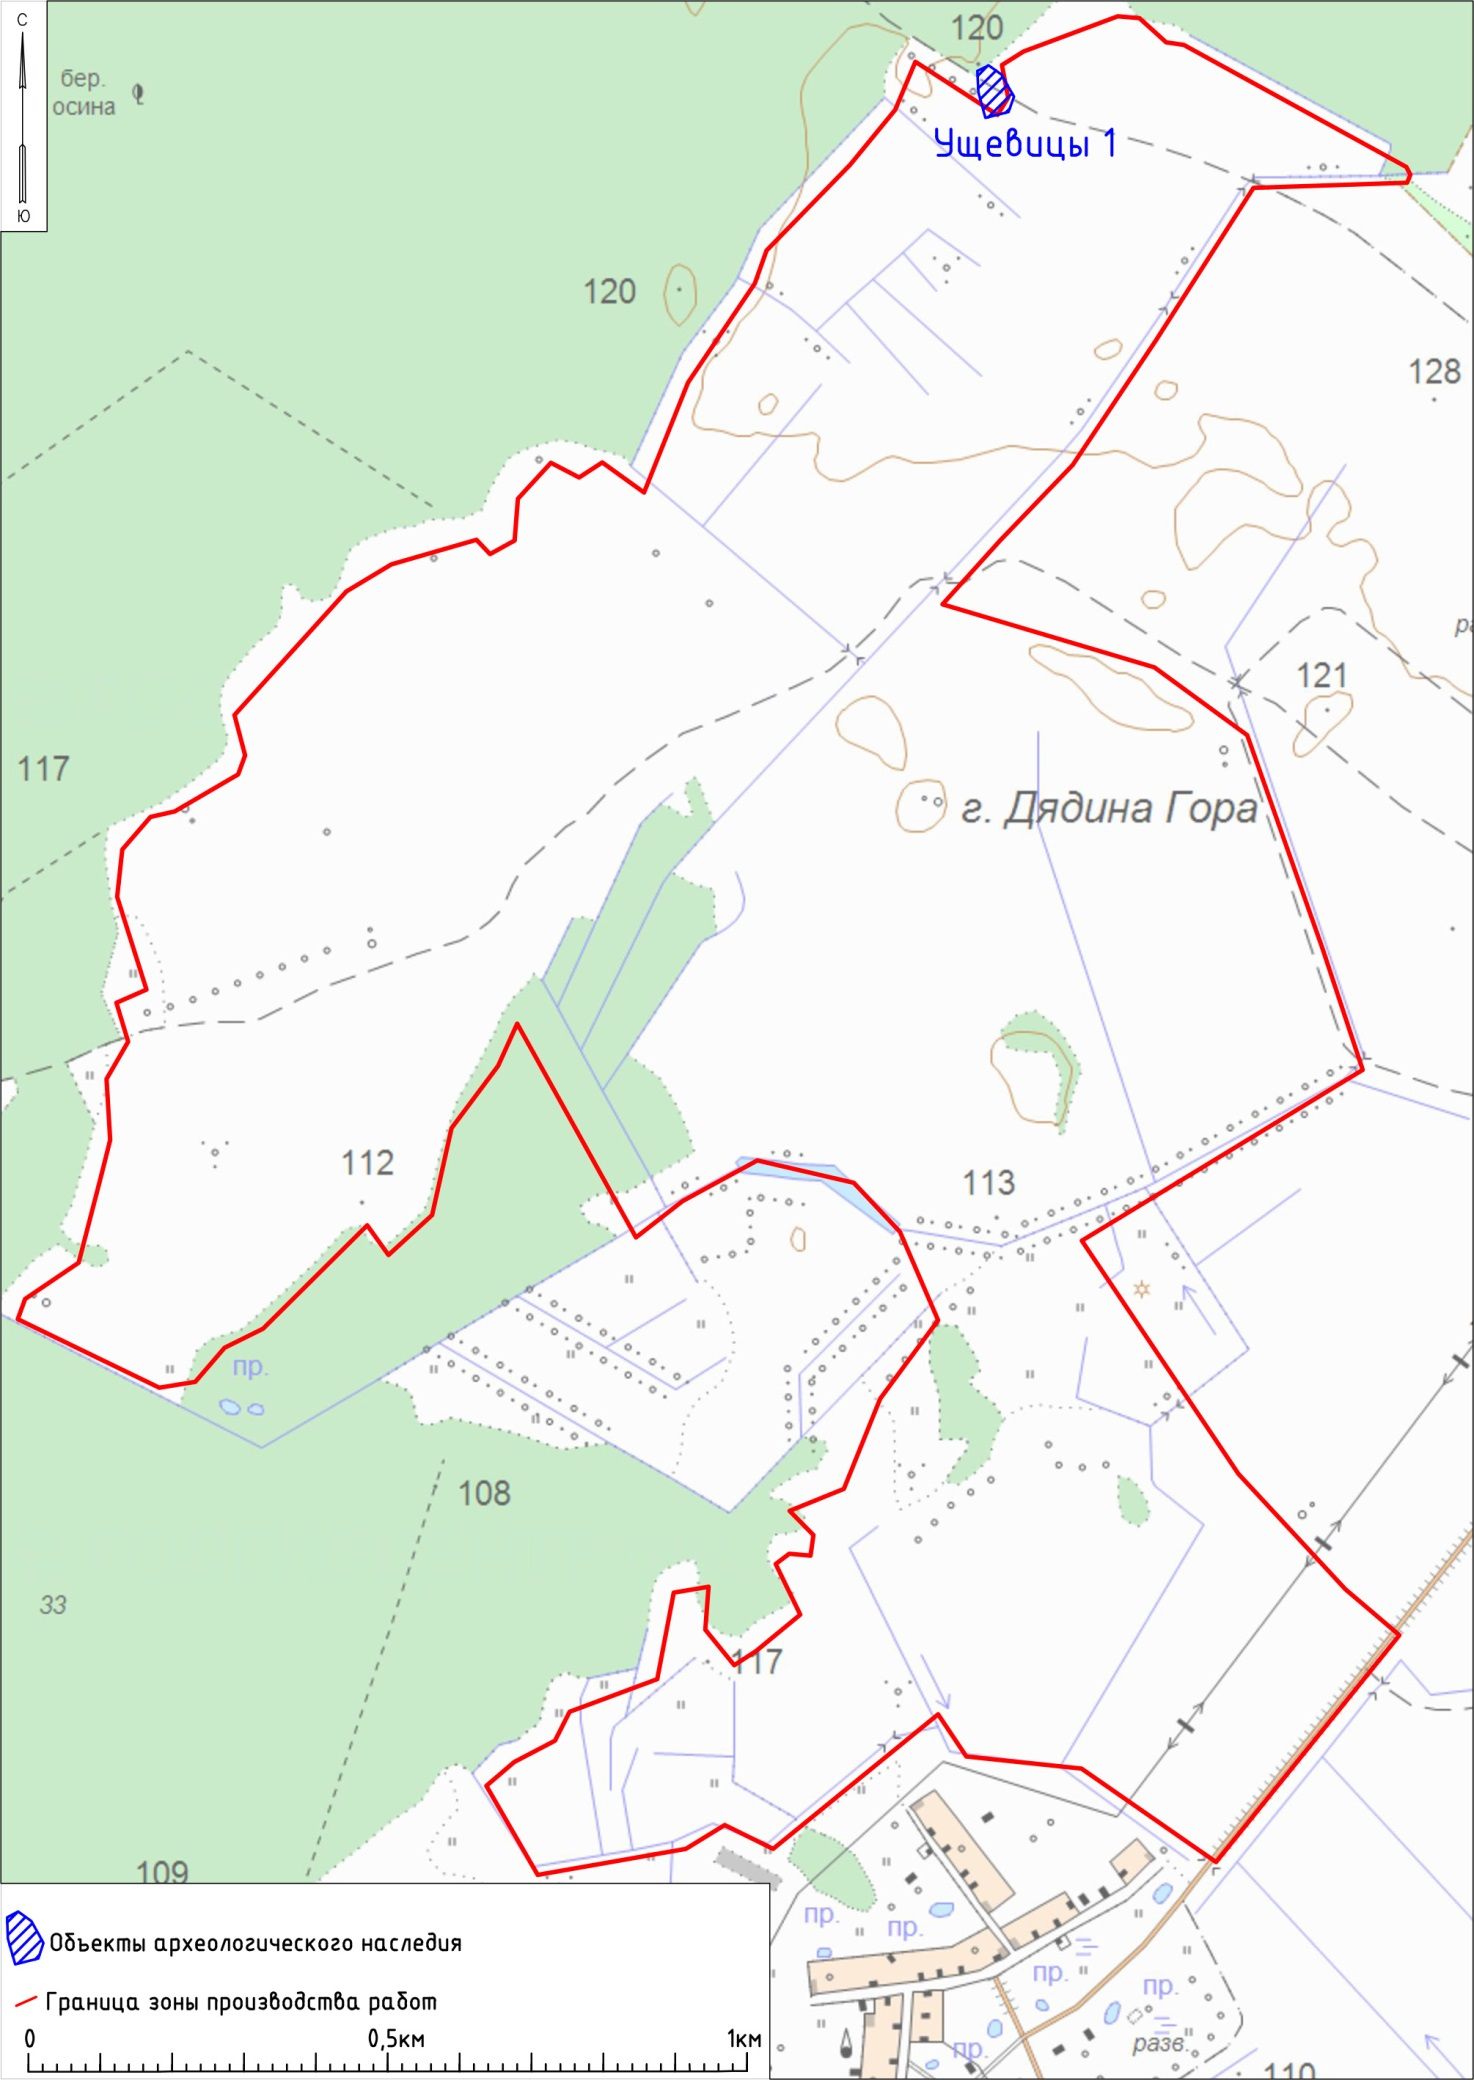 С
Ю
бер.
осина
120
Ущевицы 1
120
128
121
117
г. Дядина Гора
112
113
пр.
108
33
117
109
110
пр.
пр.
пр.
пр.
пр.
разв.
Объекты археологического наследия
Граница зоны производства работ
0 0,5км 1км